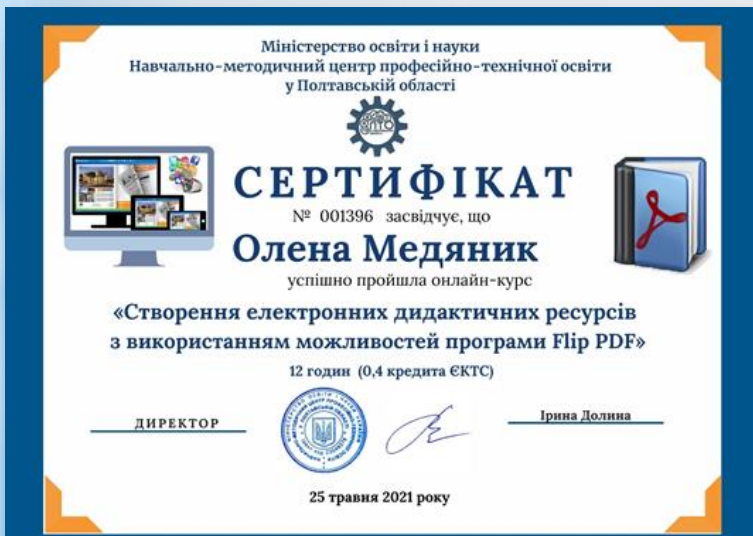 Міністерство освіти і науки
Навчально-методичний центр професійно-технічної освіти
у Полтавській області
СЕРТИФІКАТ
№ 001396 засвідчує, що
Олена Медяник
успішно пройшла онлайн-курс
«Створення електронних дидактичних ресурсів
з використанням можливостей програми Flip PDF»
12 годин (0,4 кредита ЄКТС)
ДИРЕКТОР
Ірина Долина
25 травня 2021 року